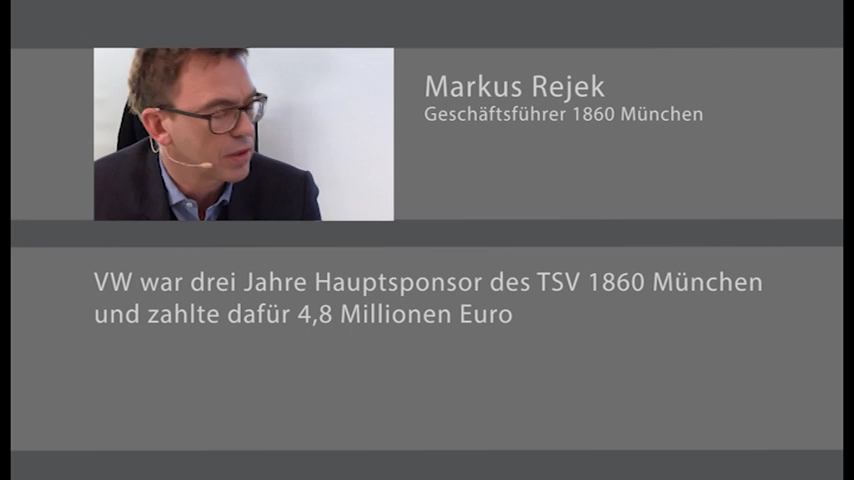 Markus Rejek
Geschäftsführer 1860 München
VW war drei Jahre Hauptsponsor des TSV 1860 München
und zahlte dafür 4,8 Millionen Euro